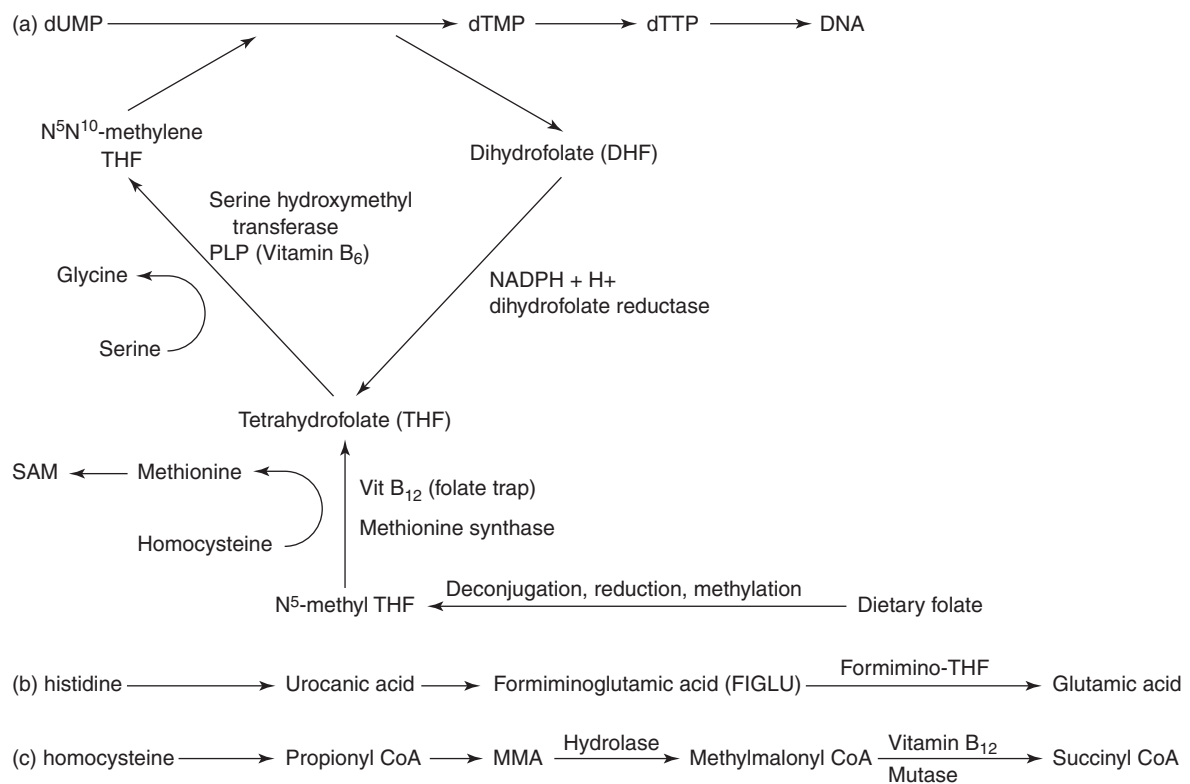 (a) dUMP dTMP dTTP DNA
N⁵N¹⁰-methylene
THF
Dihydrofolate (DHF)
Serine hydroxymethyl
transferase
PLP (Vitamin B₆)
Glycine
Serine
NADPH + H+
dihydrofolate reductase
Tetrahydrofolate (THF)
SAM Methionine
Homocysteine
Vit B₁₂ (folate trap)
Methionine synthase
N⁵-methyl THF
Deconjugation, reduction, methylation
Dietary folate
(b) histidine Urocanic acid Formiminoglutamic acid (FIGLU) Formimino-THF Glutamic acid
(c) homocysteine Propionyl CoA MMA Hydrolase Methylmalonyl CoA Vitamin B₁₂ Mutase Succinyl CoA